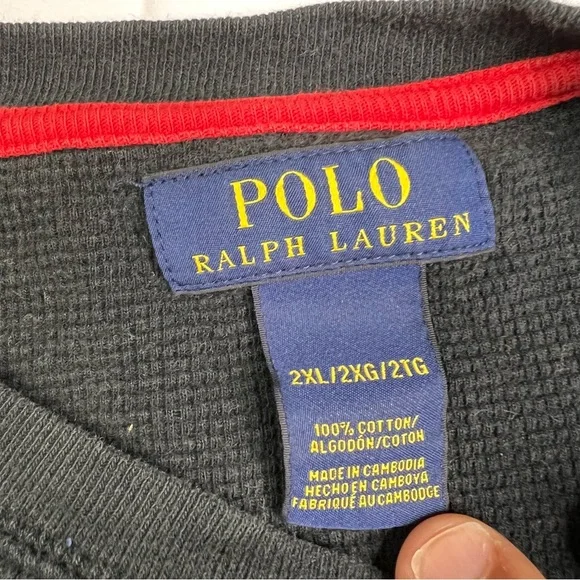 POLO
RALPH LAUREN
2XL/2XG/2TG
100% COTTON/
ALGODÓN/COTON
MADE IN CAMBODIA
HECHO EN CAMBOYA
FABRIQUÉ AU CAMBODGE